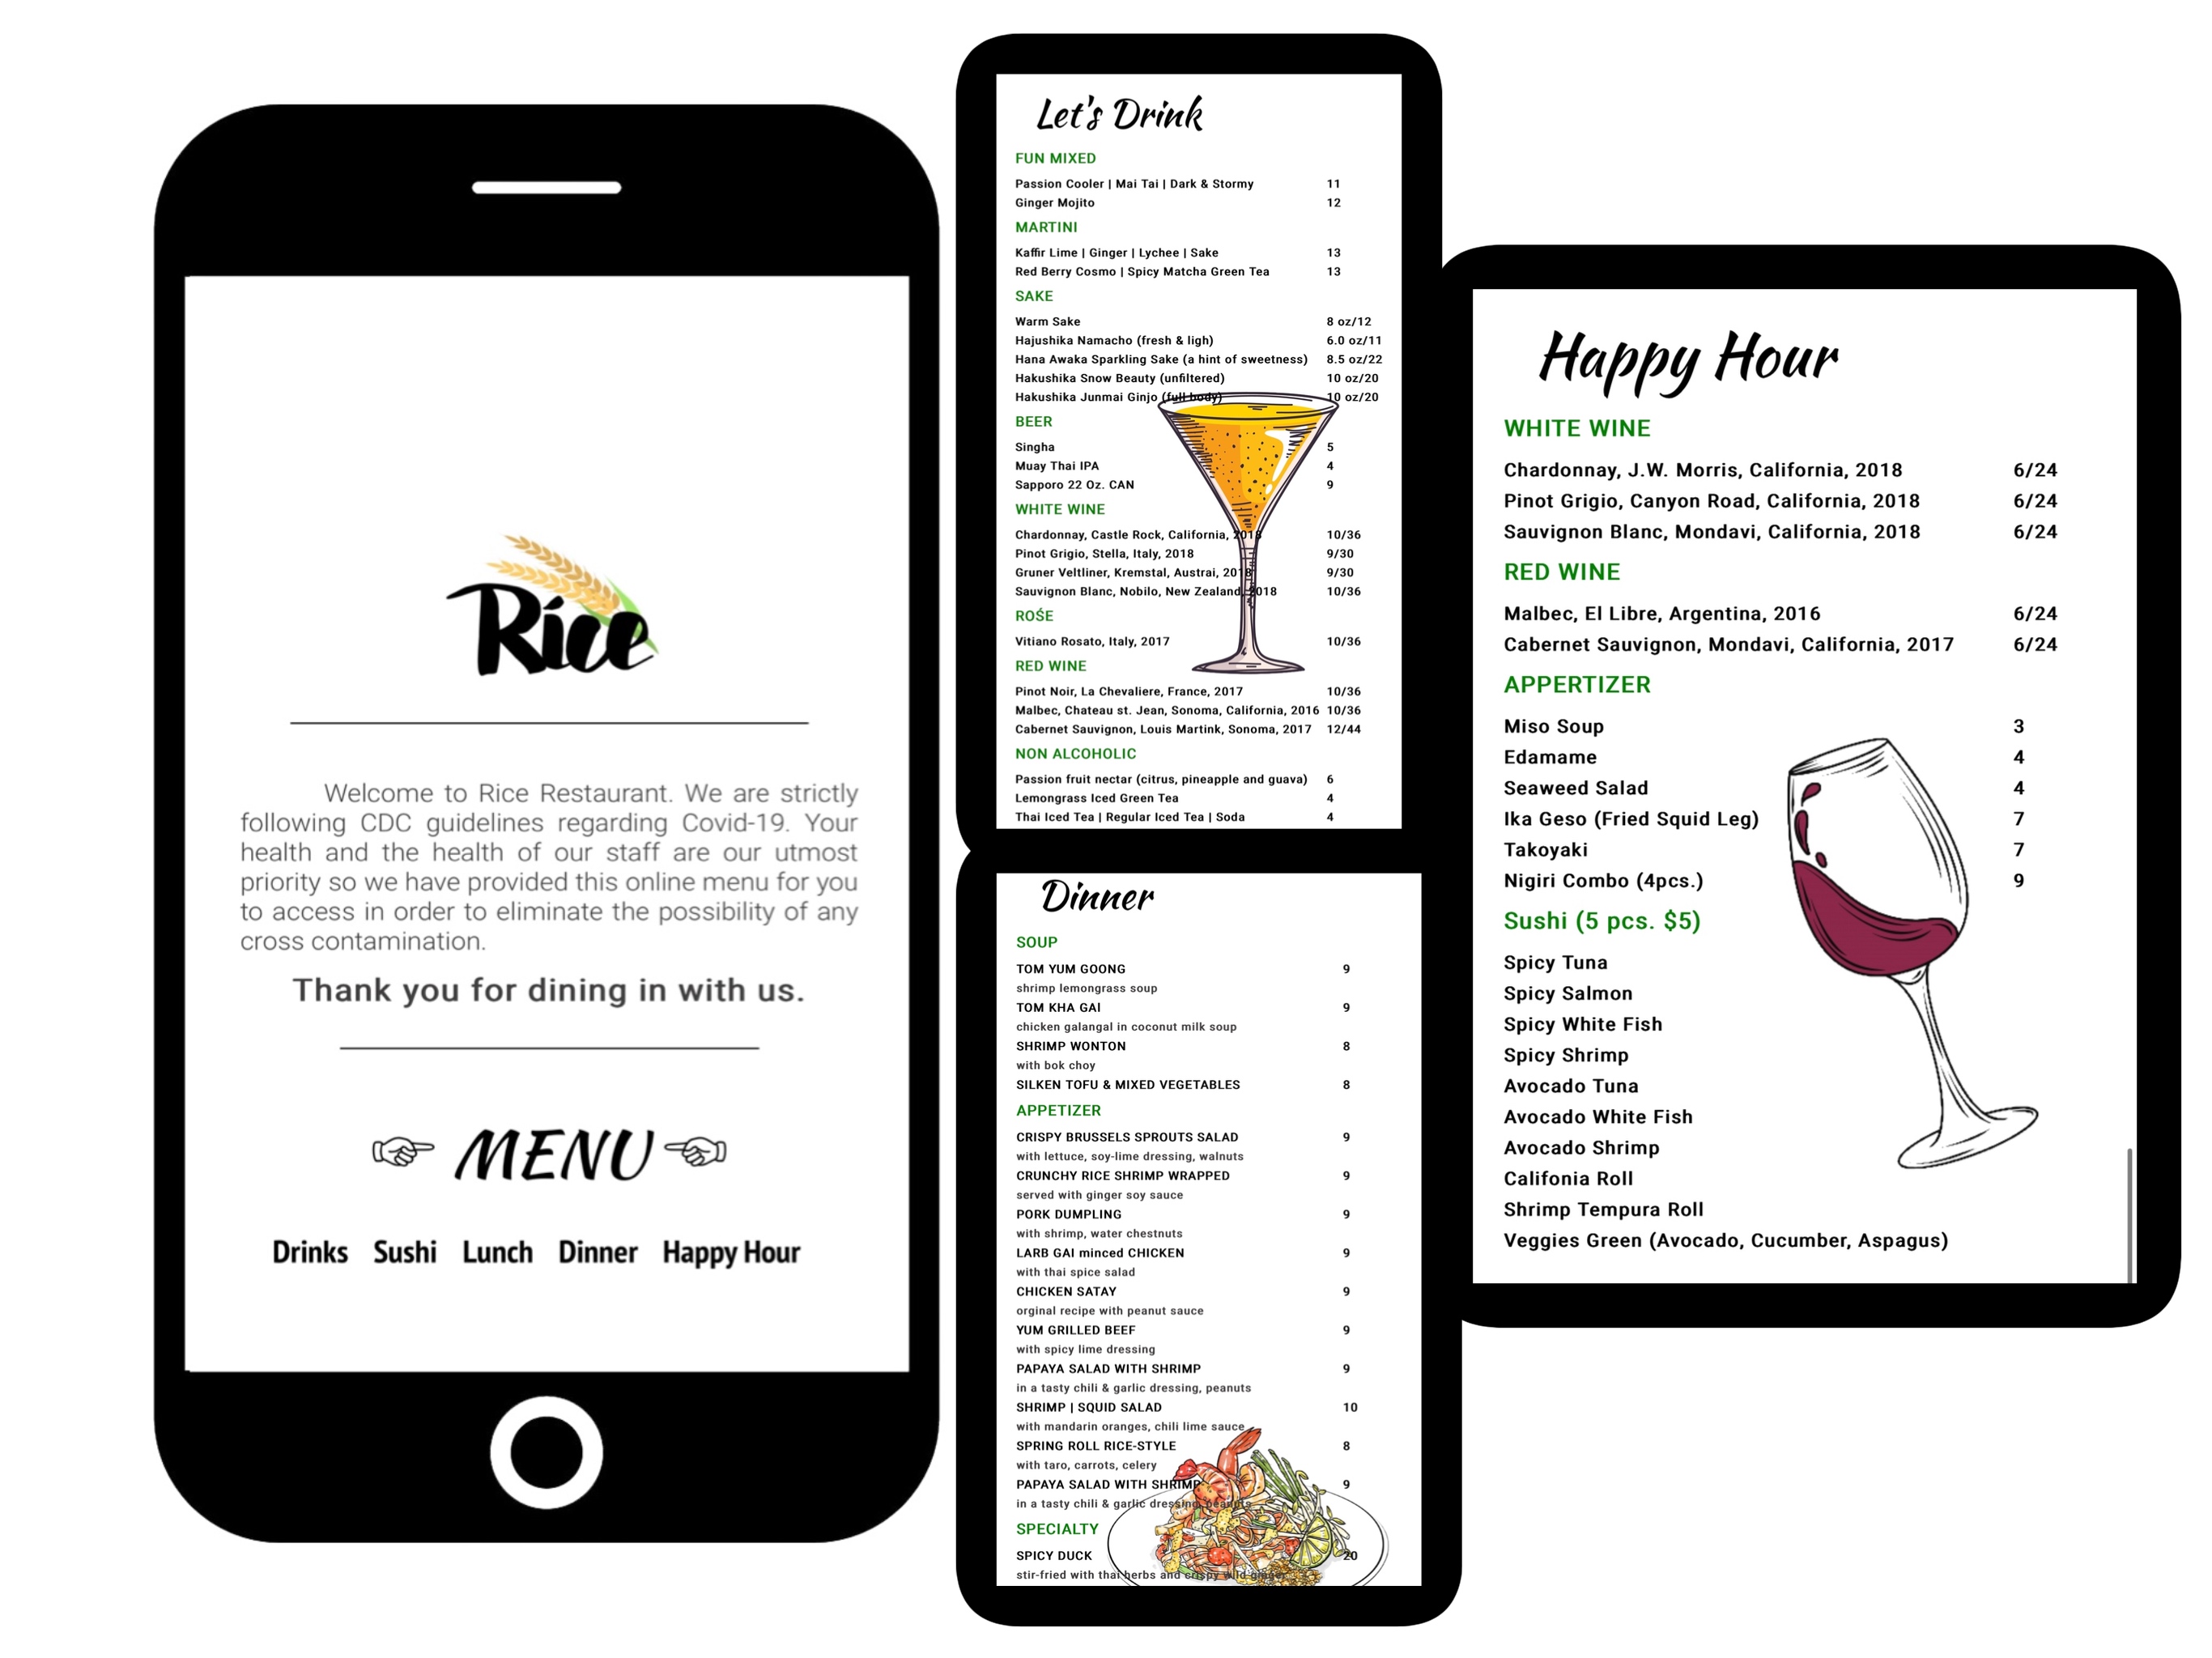 Rice
Welcome to Rice Restaurant. We are strictly
following CDC guidelines regarding Covid-19. Your
health and the health of our staff are our utmost
priority so we have provided this online menu for you
to access in order to eliminate the possibility of any
cross contamination.
Thank you for dining in with us.
MENU
Drinks Sushi Lunch Dinner Happy Hour
Let's Drink
FUN MIXED
Passion Cooler | Mai Tai | Dark & Stormy 11
Ginger Mojito 12
MARTINI
Kaffir Lime | Ginger | Lychee | Sake 13
Red Berry Cosmo | Spicy Matcha Green Tea 13
SAKE
Warm Sake 8 oz/12
Hajushika Namacho (fresh & ligh) 6.0 oz/11
Hana Awaka Sparkling Sake (a hint of sweetness) 8.5 oz/22
Hakushika Snow Beauty (unfiltered) 10 oz/20
Hakushika Junmai Ginjo (full body) 10 oz/20
BEER
Singha 5
Muay Thai IPA 4
Sapporo 22 Oz. CAN 9
WHITE WINE
Chardonnay, Castle Rock, California, 2018 10/36
Pinot Grigio, Stella, Italy, 2018 9/30
Gruner Veltliner, Kremstal, Austrai, 2018 9/30
Sauvignon Blanc, Nobilo, New Zealand, 2018 10/36
ROŚE
Vitiano Rosato, Italy, 2017 10/36
RED WINE
Pinot Noir, La Chevaliere, France, 2017 10/36
Malbec, Chateau st. Jean, Sonoma, California, 2016 10/36
Cabernet Sauvignon, Louis Martink, Sonoma, 2017 12/44
NON ALCOHOLIC
Passion fruit nectar (citrus, pineapple and guava) 6
Lemongrass Iced Green Tea 4
Thai Iced Tea | Regular Iced Tea | Soda 4
Dinner
SOUP
TOM YUM GOONG 9
shrimp lemongrass soup
TOM KHA GAI 9
chicken galangal in coconut milk soup
SHRIMP WONTON 8
with bok choy
SILKEN TOFU & MIXED VEGETABLES 8
APPETIZER
CRISPY BRUSSELS SPROUTS SALAD 9
with lettuce, soy-lime dressing, walnuts
CRUNCHY RICE SHRIMP WRAPPED 9
served with ginger soy sauce
PORK DUMPLING 9
with shrimp, water chestnuts
LARB GAI minced CHICKEN 9
with thai spice salad
CHICKEN SATAY 9
orginal recipe with peanut sauce
YUM GRILLED BEEF 9
with spicy lime dressing
PAPAYA SALAD WITH SHRIMP 9
in a tasty chili & garlic dressing, peanuts
SHRIMP | SQUID SALAD 10
with mandarin oranges, chili lime sauce
SPRING ROLL RICE-STYLE 8
with taro, carrots, celery
PAPAYA SALAD WITH SHRIMP 9
in a tasty chili & garlic dressing, peanuts
SPECIALTY
SPICY DUCK 20
stir-fried with thai herbs and crispy wild ginger
Happy Hour
WHITE WINE
Chardonnay, J.W. Morris, California, 2018 6/24
Pinot Grigio, Canyon Road, California, 2018 6/24
Sauvignon Blanc, Mondavi, California, 2018 6/24
RED WINE
Malbec, El Libre, Argentina, 2016 6/24
Cabernet Sauvignon, Mondavi, California, 2017 6/24
APPERTIZER
Miso Soup 3
Edamame 4
Seaweed Salad 4
Ika Geso (Fried Squid Leg) 7
Takoyaki 7
Nigiri Combo (4pcs.) 9
Sushi (5 pcs. $5)
Spicy Tuna
Spicy Salmon
Spicy White Fish
Spicy Shrimp
Avocado Tuna
Avocado White Fish
Avocado Shrimp
Califonia Roll
Shrimp Tempura Roll
Veggies Green (Avocado, Cucumber, Aspagus)